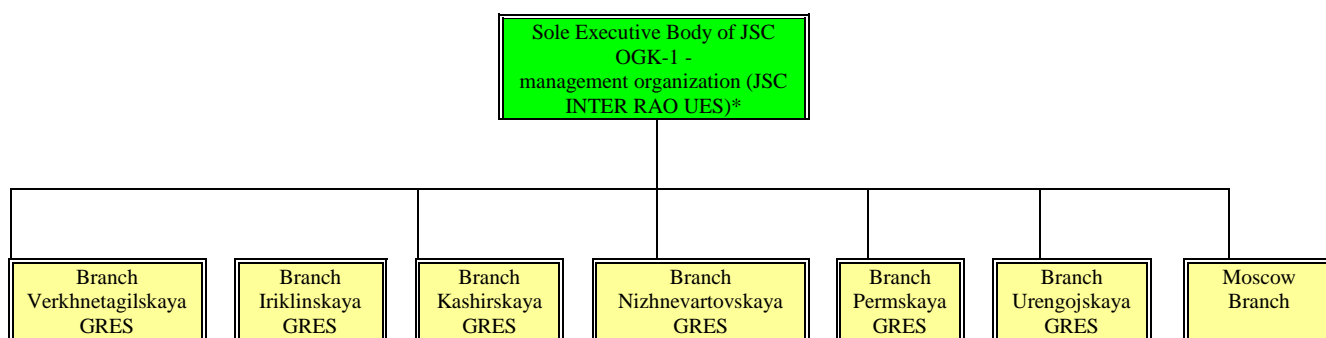 Sole Executive Body of JSC
OGK-1 -
management organization (JSC
INTER RAO UES)*
Branch
Verkhnetagilskaya
GRES
Branch
Iriklinskaya
GRES
Branch
Kashirskaya
GRES
Branch
Nizhnevartovskaya
GRES
Branch
Permskaya
GRES
Branch
Urengojskaya
GRES
Moscow
Branch